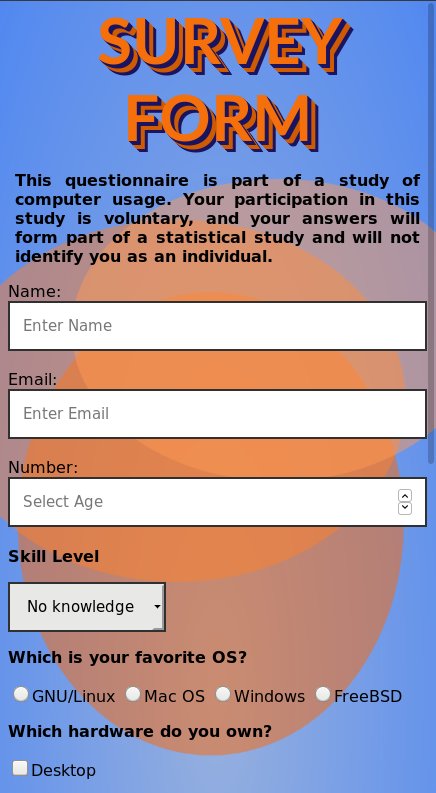 SURVEY
FORM
This questionnaire is part of a study of
computer usage. Your participation in this
study is voluntary, and your answers will
form part of a statistical study and will not
identify you as an individual.
Name:
Enter Name
Email:
Enter Email
Number:
Select Age
Skill Level
No knowledge
Which is your favorite OS?
GNU/Linux Mac OS Windows FreeBSD
Which hardware do you own?
Desktop